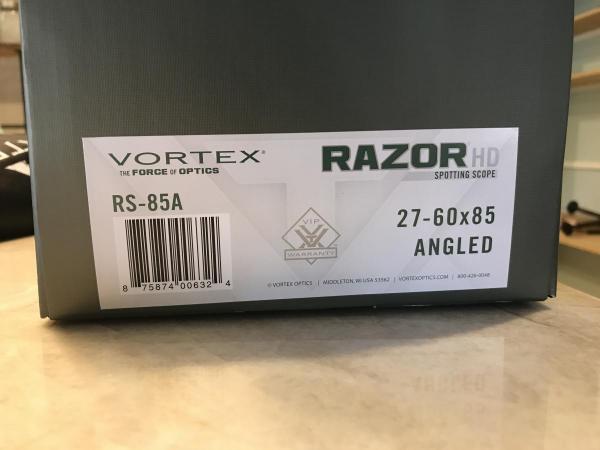 VORTEX®
THE FORCE OF OPTICS
RAZOR HD
SPOTTING SCOPE
RS-85A
8 75874 00632 4
VIP
WARRANTY
27-60x85
ANGLED
© VORTEX OPTICS | MIDDLETON, WI USA 53562 | VORTEXOPTICS.COM | 800-426-0048